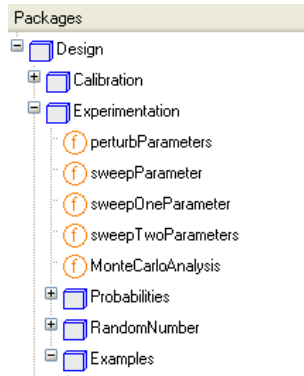 Packages
Design
Calibration
Experimentation
f perturbParameters
f sweepParameter
f sweepOneParameter
f sweepTwoParameters
f MonteCarloAnalysis
Probabilities
RandomNumber
Examples